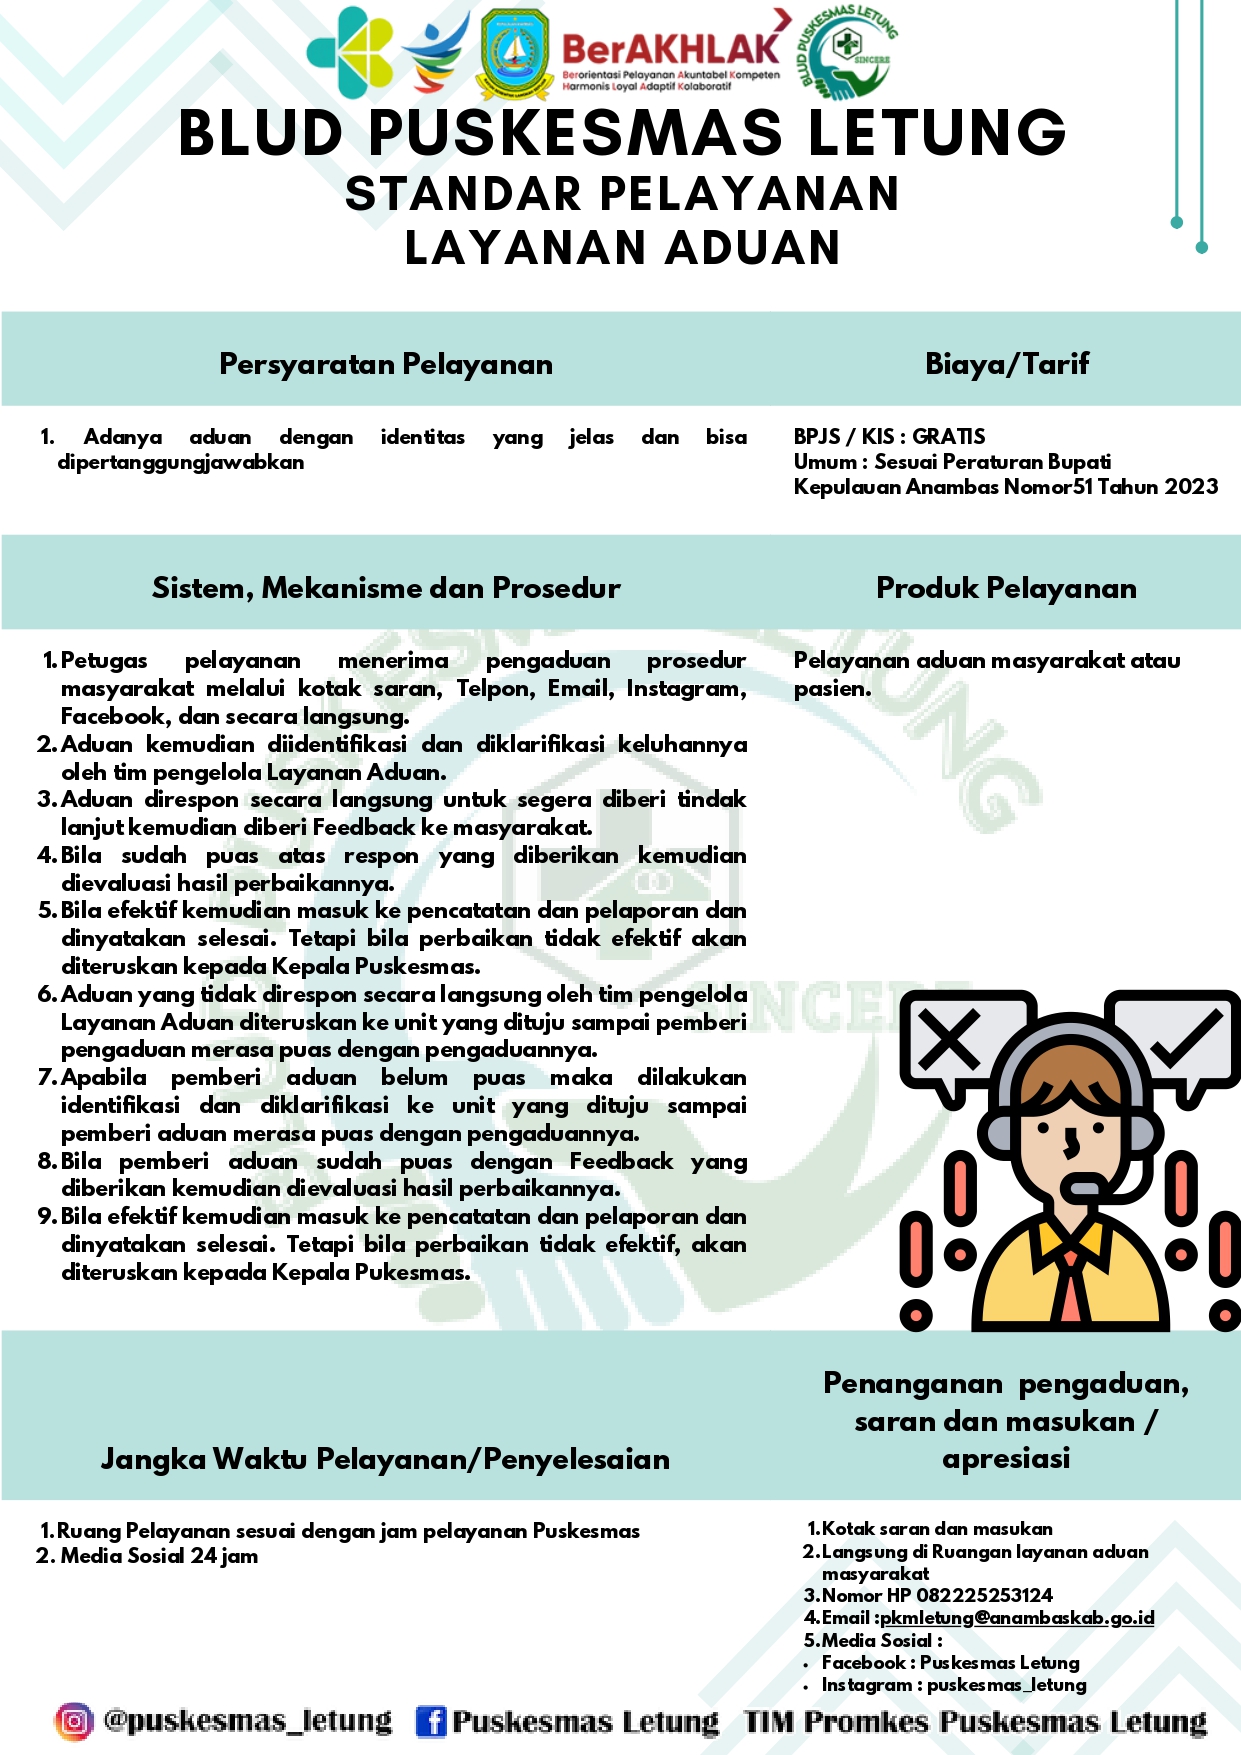 BerAKHLAK
Berorientasi Pelayanan Akuntabel Kompeten
Harmonis Loyal Adaptif Kolaboratif
BLUD PUSKESMAS LETUNG
SINCERE
BLUD PUSKESMAS LETUNG
STANDAR PELAYANAN
LAYANAN ADUAN
Persyaratan Pelayanan
1. Adanya aduan dengan identitas yang jelas dan bisa
dipertanggungjawabkan
Biaya/Tarif
BPJS / KIS : GRATIS
Umum : Sesuai Peraturan Bupati
Kepulauan Anambas Nomor51 Tahun 2023
Sistem, Mekanisme dan Prosedur
1. Petugas pelayanan menerima pengaduan prosedur
masyarakat melalui kotak saran, Telpon, Email, Instagram,
Facebook, dan secara langsung.
2. Aduan kemudian diidentifikasi dan diklarifikasi keluhannya
oleh tim pengelola Layanan Aduan.
3. Aduan direspon secara langsung untuk segera diberi tindak
lanjut kemudian diberi Feedback ke masyarakat.
4. Bila sudah puas atas respon yang diberikan kemudian
dievaluasi hasil perbaikannya.
5. Bila efektif kemudian masuk ke pencatatan dan pelaporan dan
dinyatakan selesai. Tetapi bila perbaikan tidak efektif akan
diteruskan kepada Kepala Puskesmas.
6. Aduan yang tidak direspon secara langsung oleh tim pengelola
Layanan Aduan diteruskan ke unit yang dituju sampai pemberi
pengaduan merasa puas dengan pengaduannya.
7. Apabila pemberi aduan belum puas maka dilakukan
identifikasi dan diklarifikasi ke unit yang dituju sampai
pemberi aduan merasa puas dengan pengaduannya.
8. Bila pemberi aduan sudah puas dengan Feedback yang
diberikan kemudian dievaluasi hasil perbaikannya.
9. Bila efektif kemudian masuk ke pencatatan dan pelaporan dan
dinyatakan selesai. Tetapi bila perbaikan tidak efektif, akan
diteruskan kepada Kepala Pukesmas.
Produk Pelayanan
Pelayanan aduan masyarakat atau
pasien.
BLUD PUSKESMAS LETUNG
SINCERE
Jangka Waktu Pelayanan/Penyelesaian
1. Ruang Pelayanan sesuai dengan jam pelayanan Puskesmas
2. Media Sosial 24 jam
Penanganan pengaduan,
saran dan masukan /
apresiasi
1. Kotak saran dan masukan
2. Langsung di Ruangan layanan aduan
masyarakat
3. Nomor HP 082225253124
4. Email :pkmletung@anambaskab.go.id
5. Media Sosial :
• Facebook : Puskesmas Letung
• Instagram : puskesmas_letung
@puskesmas_letung Puskesmas Letung TIM Promkes Puskesmas Letung